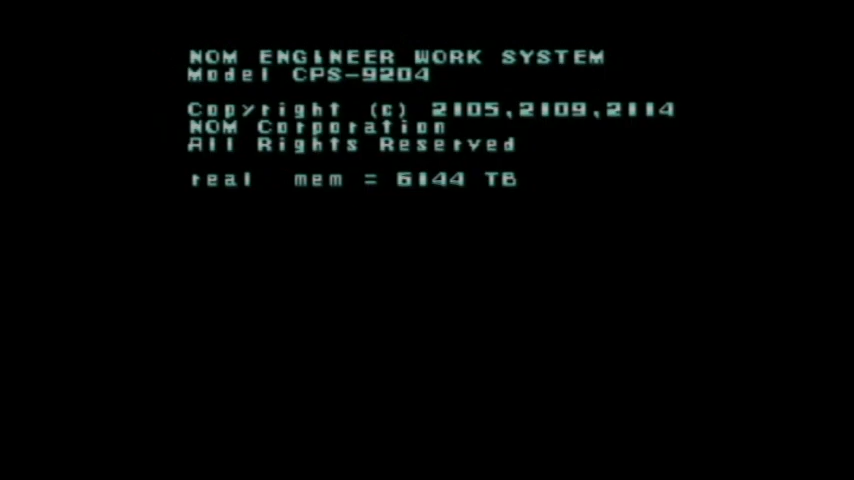 NOM ENGINEER WORK SYSTEM
Model CPS-9204
Copyright (c) 2105,2109,2114
NOM Corporation
All Rights Reserved
real mem = 6144 TB